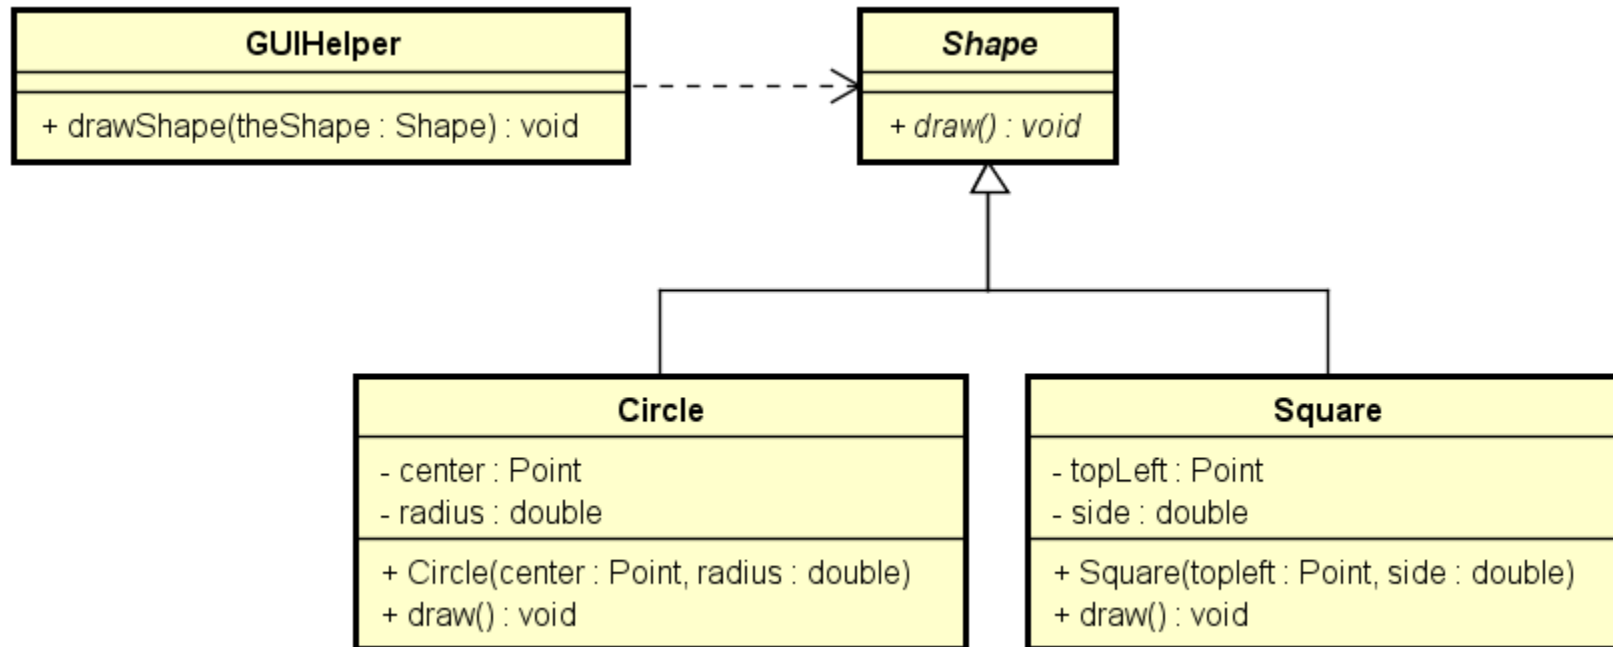 GUIHelper
+ drawShape(theShape : Shape) : void
Shape
+ draw() : void
Circle
- center : Point
- radius : double
+ Circle(center : Point, radius : double)
+ draw() : void
Square
- topLeft : Point
- side : double
+ Square(topleft : Point, side : double)
+ draw() : void